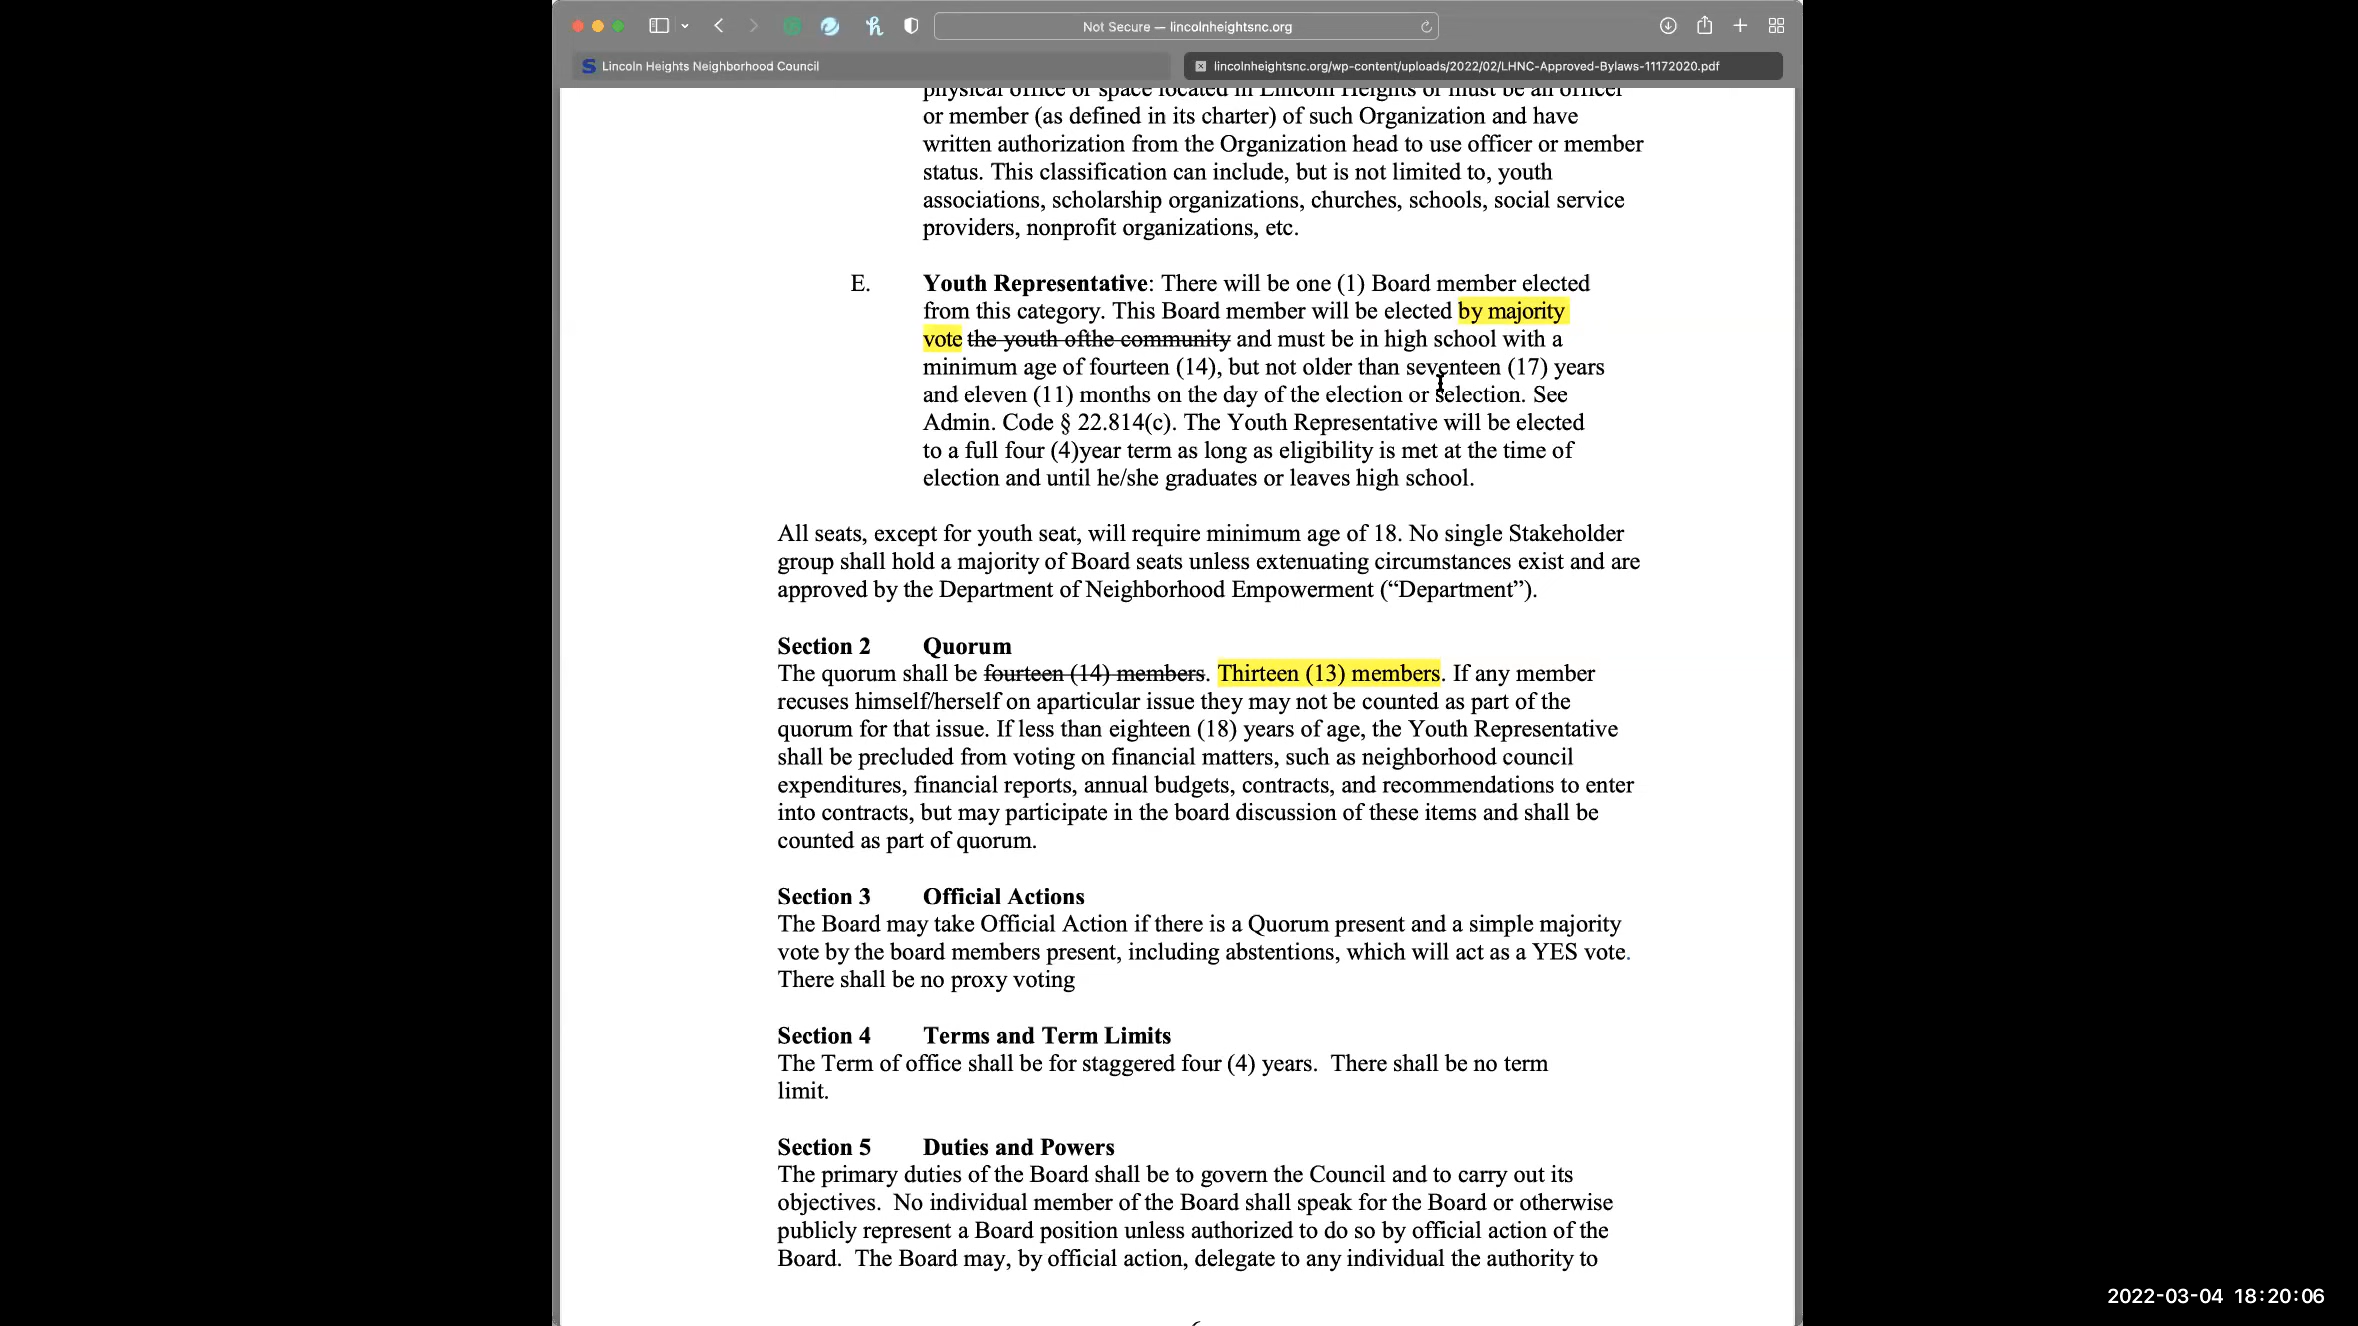 Not Secure — lincolnheightsnc.org
Lincoln Heights Neighborhood Council
lincolnheightsnc.org/wp-content/uploads/2022/02/LHNC-Approved-Bylaws-11172020.pdf
physical office or space located in Lincoln Heights or must be an officer
or member (as defined in its charter) of such Organization and have
written authorization from the Organization head to use officer or member
status. This classification can include, but is not limited to, youth
associations, scholarship organizations, churches, schools, social service
providers, nonprofit organizations, etc.
E. Youth Representative: There will be one (1) Board member elected
from this category. This Board member will be elected by majority
vote the youth ofthe community and must be in high school with a
minimum age of fourteen (14), but not older than seventeen (17) years
and eleven (11) months on the day of the election or selection. See
Admin. Code § 22.814(c). The Youth Representative will be elected
to a full four (4)year term as long as eligibility is met at the time of
election and until he/she graduates or leaves high school.
All seats, except for youth seat, will require minimum age of 18. No single Stakeholder
group shall hold a majority of Board seats unless extenuating circumstances exist and are
approved by the Department of Neighborhood Empowerment (“Department”).
Section 2 Quorum
The quorum shall be fourteen (14) members. Thirteen (13) members. If any member
recuses himself/herself on aparticular issue they may not be counted as part of the
quorum for that issue. If less than eighteen (18) years of age, the Youth Representative
shall be precluded from voting on financial matters, such as neighborhood council
expenditures, financial reports, annual budgets, contracts, and recommendations to enter
into contracts, but may participate in the board discussion of these items and shall be
counted as part of quorum.
Section 3 Official Actions
The Board may take Official Action if there is a Quorum present and a simple majority
vote by the board members present, including abstentions, which will act as a YES vote.
There shall be no proxy voting
Section 4 Terms and Term Limits
The Term of office shall be for staggered four (4) years.  There shall be no term
limit.
Section 5 Duties and Powers
The primary duties of the Board shall be to govern the Council and to carry out its
objectives.  No individual member of the Board shall speak for the Board or otherwise
publicly represent a Board position unless authorized to do so by official action of the
Board.  The Board may, by official action, delegate to any individual the authority to
2022-03-04 18:20:06